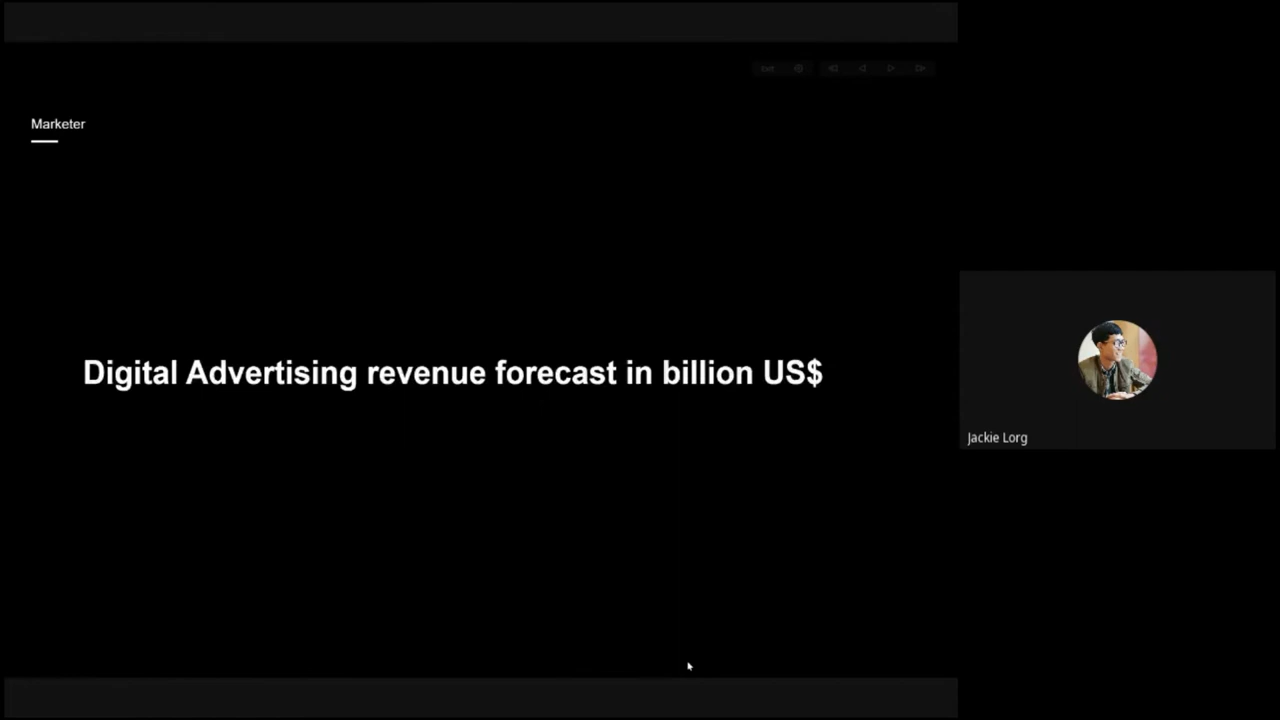 Marketer
Digital Advertising revenue forecast in billion US$
Jackie Lorg